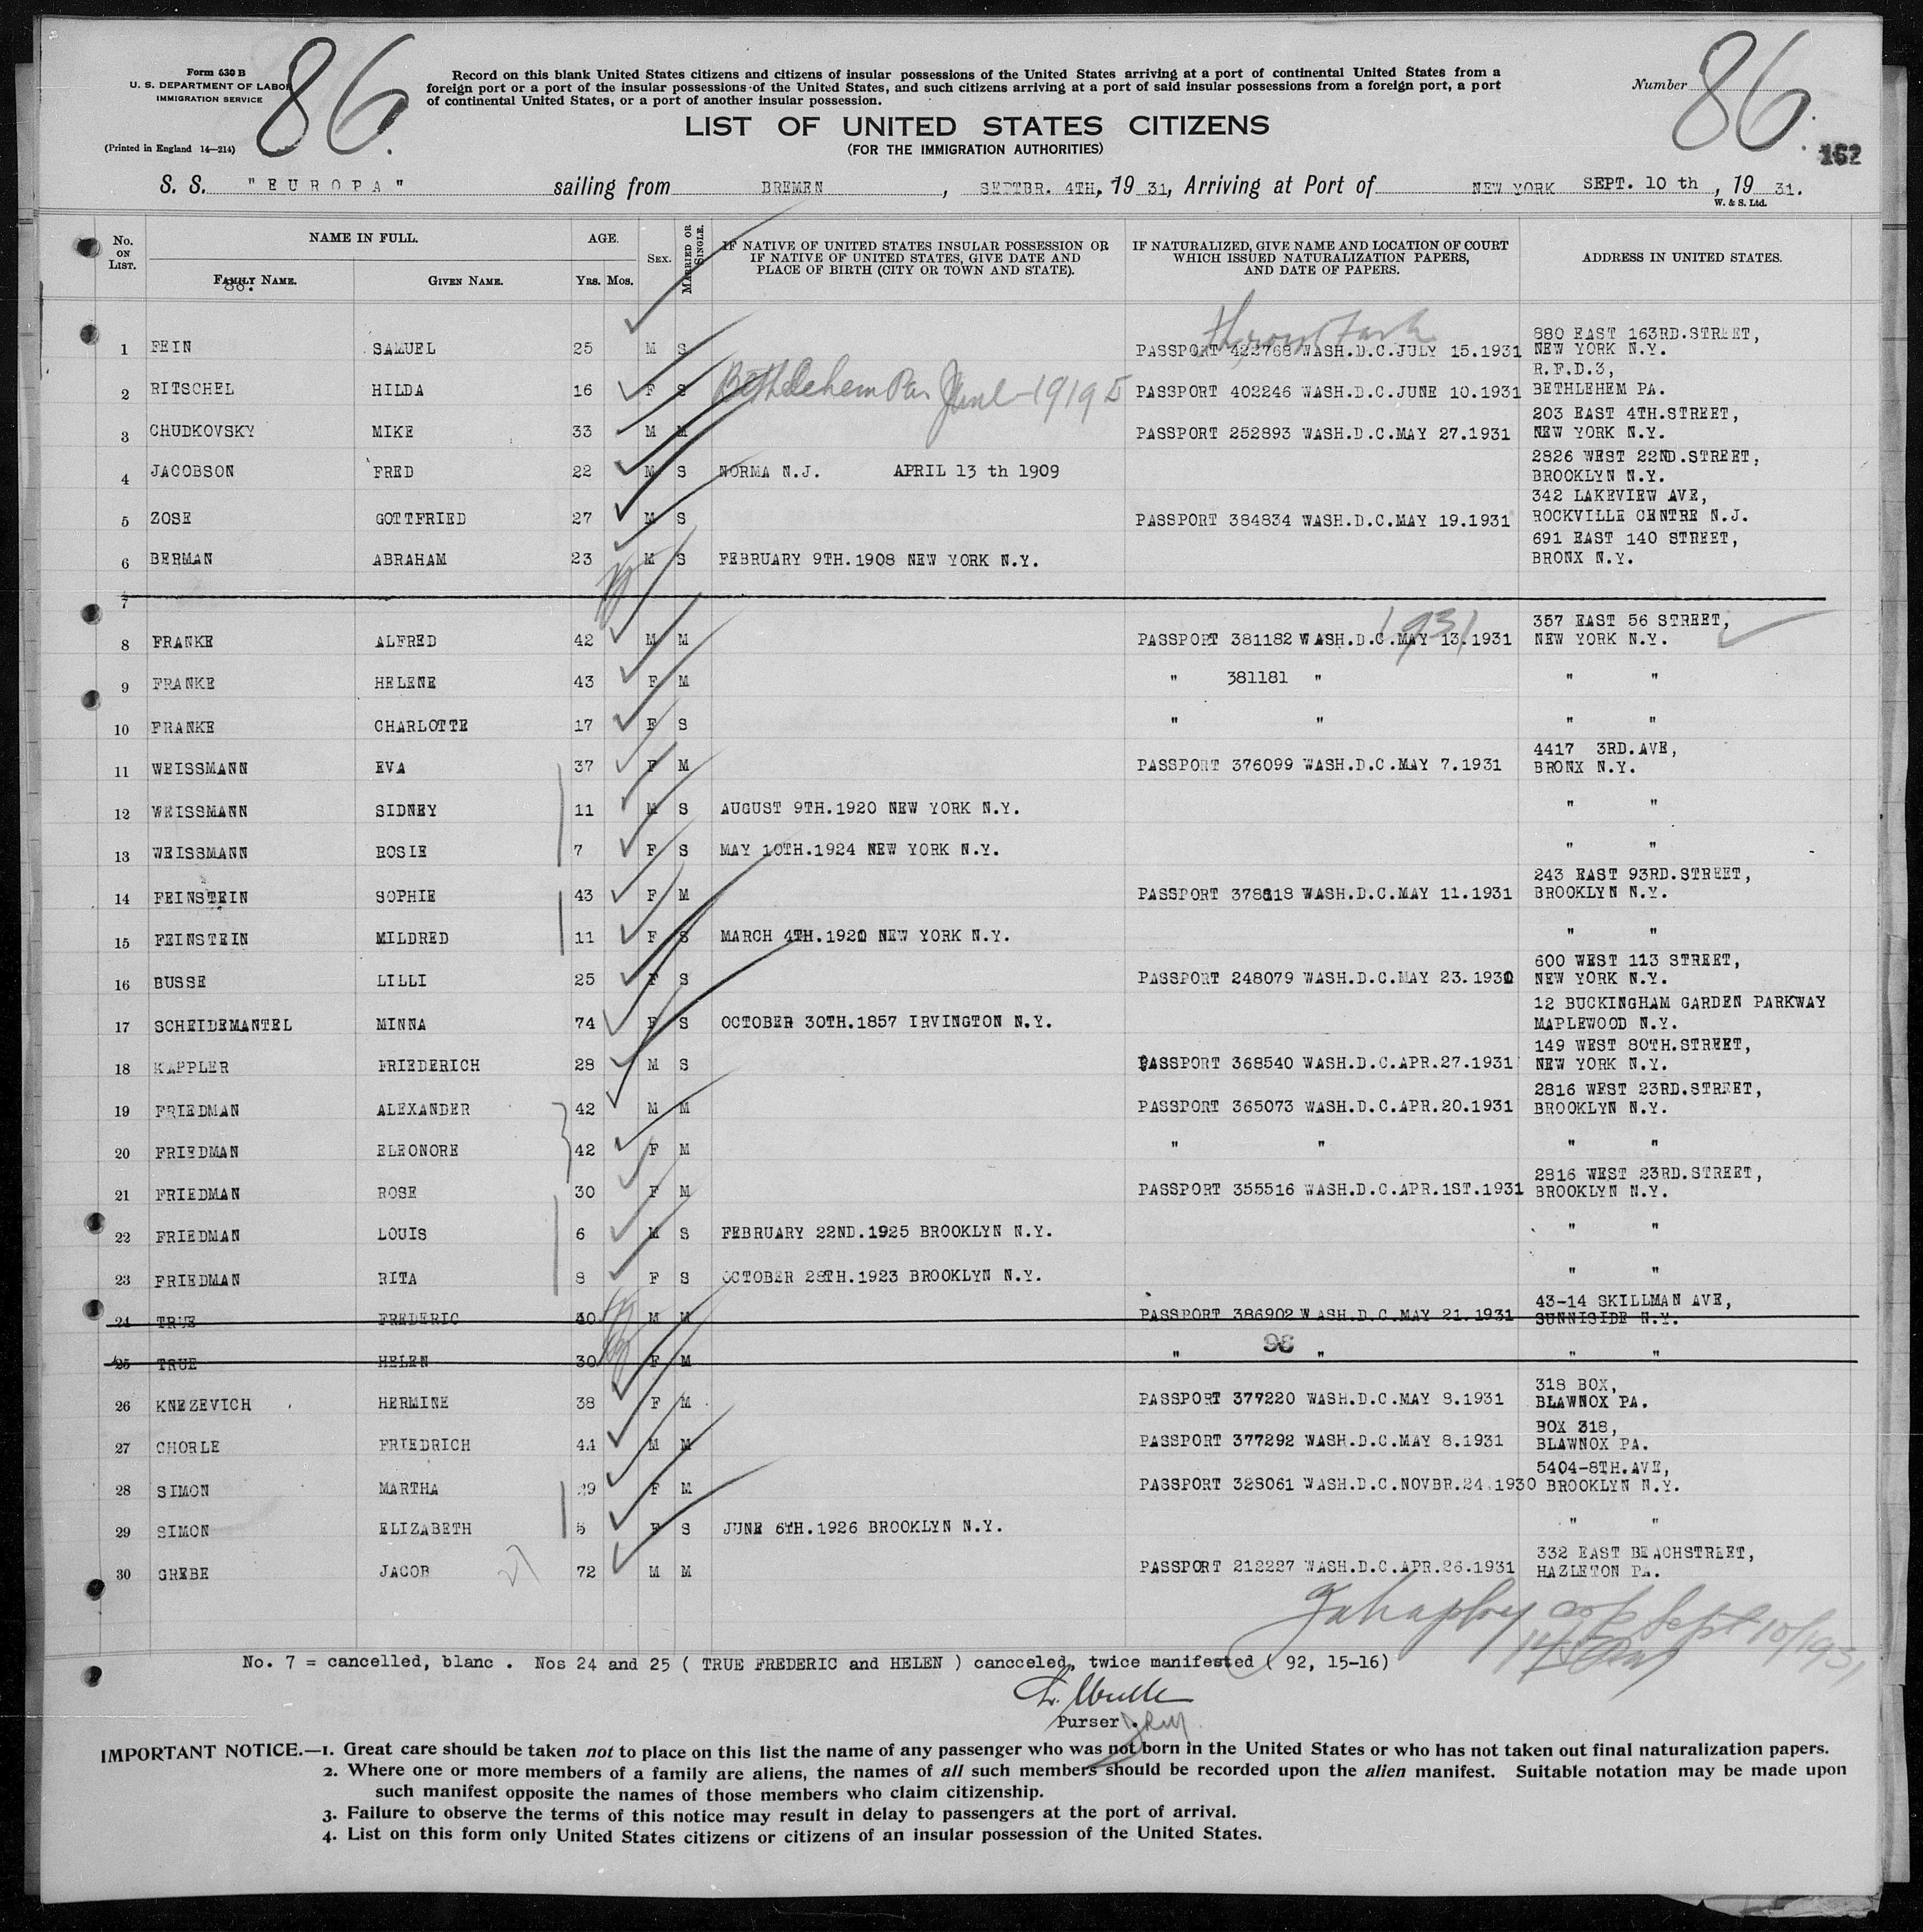 Form 630 B
U. S. DEPARTMENT OF LABOR
IMMIGRATION SERVICE
(Printed in England 14—214)
86.
Record on this blank United States citizens and citizens of insular possessions of the United States arriving at a port of continental United States from a
foreign port or a port of the insular possessions of the United States, and such citizens arriving at a port of said insular possessions from a foreign port, a port
of continental United States, or a port of another insular possession.
Number 86.
LIST OF UNITED STATES CITIZENS
(FOR THE IMMIGRATION AUTHORITIES)
162
S. S. "EUROPA" sailing from BREMEN, SEPTBR. 4TH, 1931, Arriving at Port of NEW YORK SEPT. 10 th, 19 31.
W. & S. Ltd.
No. ON LIST. NAME IN FULL. FAMILY NAME. GIVEN NAME. AGE. YRS. MOS. SEX. MARRIED OR SINGLE. IF NATIVE OF UNITED STATES INSULAR POSSESSION OR IF NATIVE OF UNITED STATES, GIVE DATE AND PLACE OF BIRTH (CITY OR TOWN AND STATE). IF NATURALIZED, GIVE NAME AND LOCATION OF COURT WHICH ISSUED NATURALIZATION PAPERS, AND DATE OF PAPERS. ADDRESS IN UNITED STATES.
86.
1 FEIN SAMUEL 25 M S PASSPORT 422768 WASH.D.C.JULY 15.1931 880 EAST 163RD.STREET, NEW YORK N.Y.
2 RITSCHEL HILDA 16 F S Bethlehem Pa 1915 PASSPORT 402246 WASH.D.C.JUNE 10.1931 R.F.D.3, BETHLEHEM PA.
3 CHUDKOVSKY MIKE 33 M M PASSPORT 252893 WASH.D.C.MAY 27.1931 203 EAST 4TH.STREET, NEW YORK N.Y.
4 JACOBSON FRED 22 M S NORMA N.J. APRIL 13 th 1909 2826 WEST 22ND.STREET, BROOKLYN N.Y.
5 ZOSE GOTTFRIED 27 M S PASSPORT 384834 WASH.D.C.MAY 19.1931 342 LAKEVIEW AVE, ROCKVILLE CENTRE N.J.
6 BERMAN ABRAHAM 23 M S FEBRUARY 9TH.1908 NEW YORK N.Y. 691 EAST 140 STREET, BRONX N.Y.
7
8 FRANKE ALFRED 42 M M PASSPORT 381182 WASH.D.C.MAY 13.1931 1931 357 EAST 56 STREET, NEW YORK N.Y.
9 FRANKE HELENE 43 F M " 381181 " " "
10 FRANKE CHARLOTTE 17 F S " " " "
11 WEISSMANN EVA 37 F M PASSPORT 376099 WASH.D.C.MAY 7.1931 4417 3RD.AVE, BRONX N.Y.
12 WEISSMANN SIDNEY 11 M S AUGUST 9TH.1920 NEW YORK N.Y. " "
13 WEISSMANN ROSIE 7 F S MAY 10TH.1924 NEW YORK N.Y. " "
14 FEINSTEIN SOPHIE 43 F M PASSPORT WASH.D.C.MAY 11.1931 243 EAST 93RD.STREET, BROOKLYN N.Y.
15 FEINSTEIN MILDRED 11 F S MARCH 4TH.1920 NEW YORK N.Y. " "
16 BUSSE LILLI 25 F S PASSPORT 248079 WASH.D.C.MAY 23.1930 600 WEST 113 STREET, NEW YORK N.Y.
17 SCHEIDEMANTEL MINNA 74 F S OCTOBER 30TH.1857 IRVINGTON N.Y. 12 BUCKINGHAM GARDEN PARKWAY MAPLEWOOD N.Y.
18 KAPPLER FRIEDERICH 28 M S PASSPORT 368540 WASH.D.C.APR.27.1931 149 WEST 80TH.STREET, NEW YORK N.Y.
19 FRIEDMAN ALEXANDER 42 M M PASSPORT 365073 WASH.D.C.APR.20.1931 2816 WEST 23RD.STREET, BROOKLYN N.Y.
20 FRIEDMAN ELEONORE 42 F M " " " "
21 FRIEDMAN ROSE 30 F M PASSPORT 355516 WASH.D.C.APR.1ST.1931 2816 WEST 23RD.STREET, BROOKLYN N.Y.
22 FRIEDMAN LOUIS 6 M S FEBRUARY 22ND.1925 BROOKLYN N.Y. " "
23 FRIEDMAN RITA 8 F S OCTOBER 28TH.1923 BROOKLYN N.Y. " "
24 TRUE FREDERIC 40 M M PASSPORT 386902 WASH.D.C.MAY 21.1931 43-14 SKILLMAN AVE, SUNNISIDE N.Y.
25 TRUE HELEN 30 F M " 98 " " "
26 KNEZEVICH HERMINE 38 F M PASSPORT 377220 WASH.D.C.MAY 8.1931 318 BOX, BLAWNOX PA.
27 CHORLE FRIEDRICH 44 M M PASSPORT 377292 WASH.D.C.MAY 8.1931 BOX 318, BLAWNOX PA.
28 SIMON MARTHA 29 F M PASSPORT 328061 WASH.D.C.NOVBR.24.1930 5404-8TH.AVE, BROOKLYN N.Y.
29 SIMON ELIZABETH 5 F S JUNE 6TH.1926 BROOKLYN N.Y. " "
30 GREBE JACOB 72 M M PASSPORT 212227 WASH.D.C.APR.26.1931 332 EAST BEACHSTREET, HAZLETON PA.
Sept 10/1931
No. 7 = cancelled, blanc . Nos 24 and 25 ( TRUE FREDERIC and HELEN ) cancceled, twice manifested ( 92, 15-16)
Purser.
IMPORTANT NOTICE.—1. Great care should be taken not to place on this list the name of any passenger who was not born in the United States or who has not taken out final naturalization papers.
2. Where one or more members of a family are aliens, the names of all such members should be recorded upon the alien manifest. Suitable notation may be made upon
such manifest opposite the names of those members who claim citizenship.
3. Failure to observe the terms of this notice may result in delay to passengers at the port of arrival.
4. List on this form only United States citizens or citizens of an insular possession of the United States.